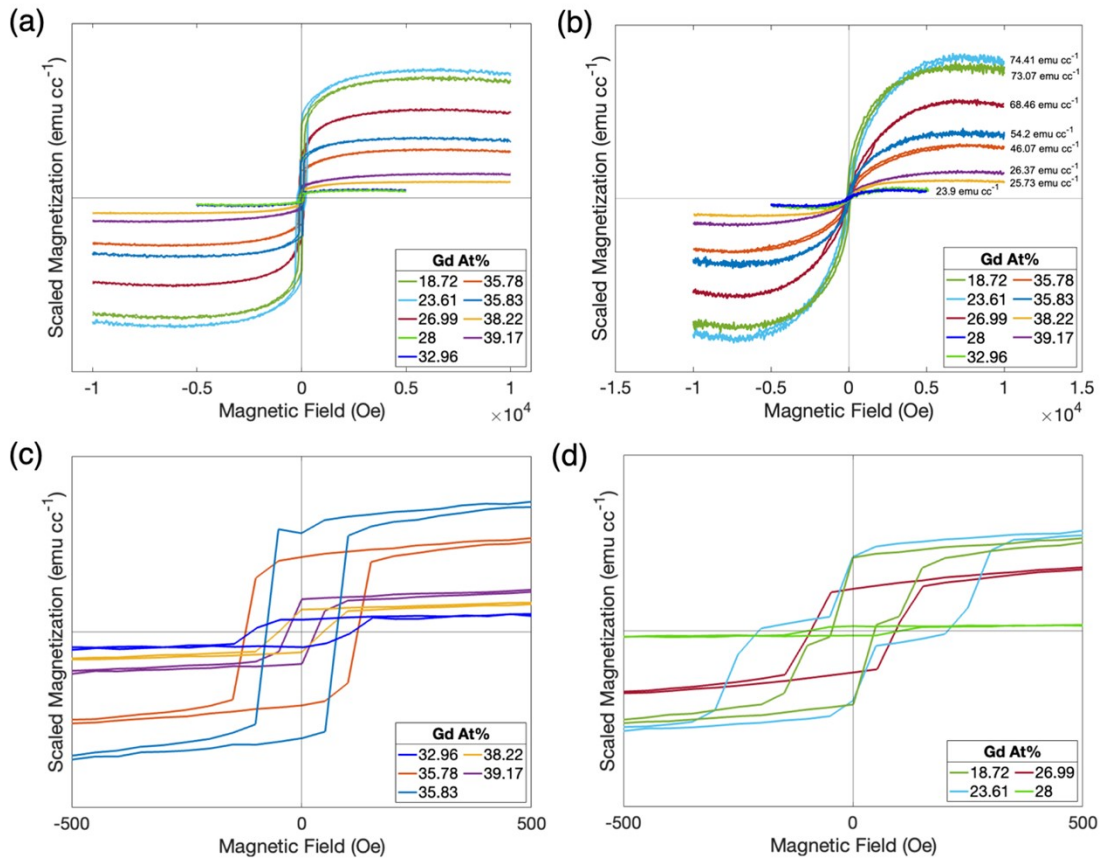 (a)
Scaled Magnetization (emu cc⁻¹)
Gd At%
18.72 35.78
23.61 35.83
26.99 38.22
28 39.17
32.96
-1 -0.5 0 0.5 1
Magnetic Field (Oe)
×10⁴
(b)
Scaled Magnetization (emu cc⁻¹)
74.41 emu cc⁻¹
73.07 emu cc⁻¹
68.46 emu cc⁻¹
54.2 emu cc⁻¹
46.07 emu cc⁻¹
26.37 emu cc⁻¹
25.73 emu cc⁻¹
23.9 emu cc⁻¹
Gd At%
18.72 35.78
23.61 35.83
26.99 38.22
28 39.17
32.96
-1.5 -1 -0.5 0 0.5 1 1.5
Magnetic Field (Oe)
×10⁴
(c)
Scaled Magnetization (emu cc⁻¹)
Gd At%
32.96 38.22
35.78 39.17
35.83
-500 0 500
Magnetic Field (Oe)
(d)
Scaled Magnetization (emu cc⁻¹)
Gd At%
18.72 26.99
23.61 28
-500 0 500
Magnetic Field (Oe)